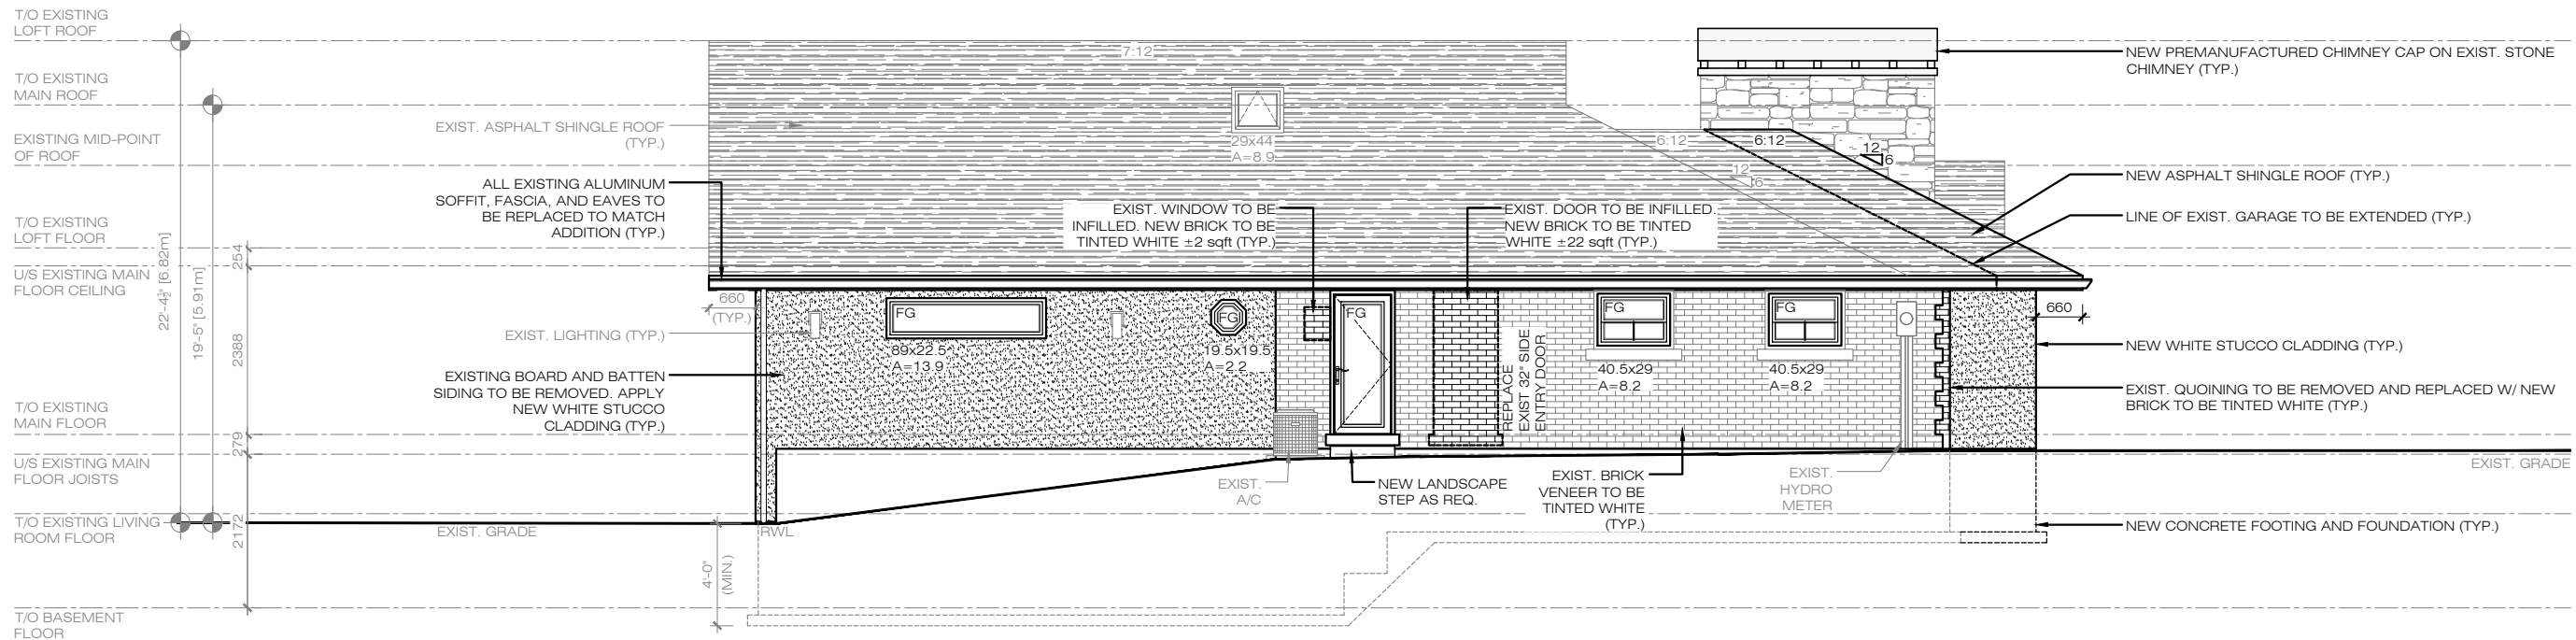 T/O EXISTING
LOFT ROOF
T/O EXISTING
MAIN ROOF
EXISTING MID-POINT
OF ROOF
T/O EXISTING
LOFT FLOOR
U/S EXISTING MAIN
FLOOR CEILING
T/O EXISTING
MAIN FLOOR
U/S EXISTING MAIN
FLOOR JOISTS
T/O EXISTING LIVING
ROOM FLOOR
T/O BASEMENT
FLOOR
22'-4½" [6.82m]
19'-5" [5.91m]
254
2388
279
2172
EXIST. ASPHALT SHINGLE ROOF
(TYP.)
ALL EXISTING ALUMINUM
SOFFIT, FASCIA, AND EAVES TO
BE REPLACED TO MATCH
ADDITION (TYP.)
660
(TYP.)
EXIST. LIGHTING (TYP.)
EXISTING BOARD AND BATTEN
SIDING TO BE REMOVED. APPLY
NEW WHITE STUCCO
CLADDING (TYP.)
EXIST. GRADE
RWL
4'-0"
(MIN.)
7:12
29x44
A=8.9
EXIST. WINDOW TO BE
INFILLED. NEW BRICK TO BE
TINTED WHITE ±2 sqft (TYP.)
EXIST. DOOR TO BE INFILLED.
NEW BRICK TO BE TINTED
WHITE ±22 sqft (TYP.)
6:12
6:12
12
6
12
6
FG
89x22.5
A=13.9
FG
19.5x19.5
A=2.2
FG
REPLACE
EXIST 32" SIDE
ENTRY DOOR
FG
40.5x29
A=8.2
FG
40.5x29
A=8.2
EXIST.
A/C
NEW LANDSCAPE
STEP AS REQ.
EXIST. BRICK
VENEER TO BE
TINTED WHITE
(TYP.)
EXIST.
HYDRO
METER
660
NEW PREMANUFACTURED CHIMNEY CAP ON EXIST. STONE
CHIMNEY (TYP.)
NEW ASPHALT SHINGLE ROOF (TYP.)
LINE OF EXIST. GARAGE TO BE EXTENDED (TYP.)
NEW WHITE STUCCO CLADDING (TYP.)
EXIST. QUOINING TO BE REMOVED AND REPLACED W/ NEW
BRICK TO BE TINTED WHITE (TYP.)
EXIST. GRADE
NEW CONCRETE FOOTING AND FOUNDATION (TYP.)